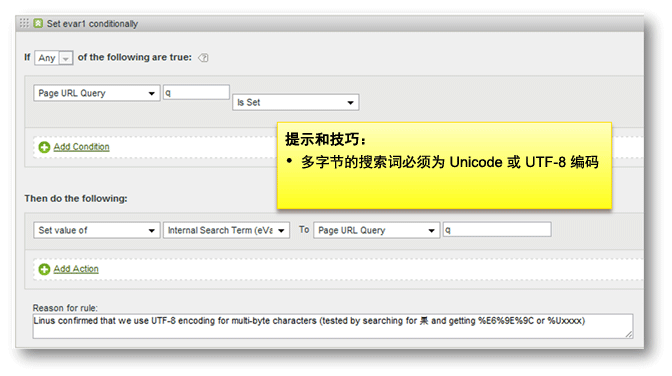 Set evar1 conditionally
If Any of the following are true:
Page URL Query q Is Set
提示和技巧：
• 多字节的搜索词必须为 Unicode 或 UTF-8 编码
Add Condition
Then do the following:
Set value of Internal Search Term (eVa To Page URL Query q
Add Action
Reason for rule:
Linus confirmed that we use UTF-8 encoding for multi-byte characters (tested by searching for 果 and getting %E6%9E%9C or %Uxxxx)